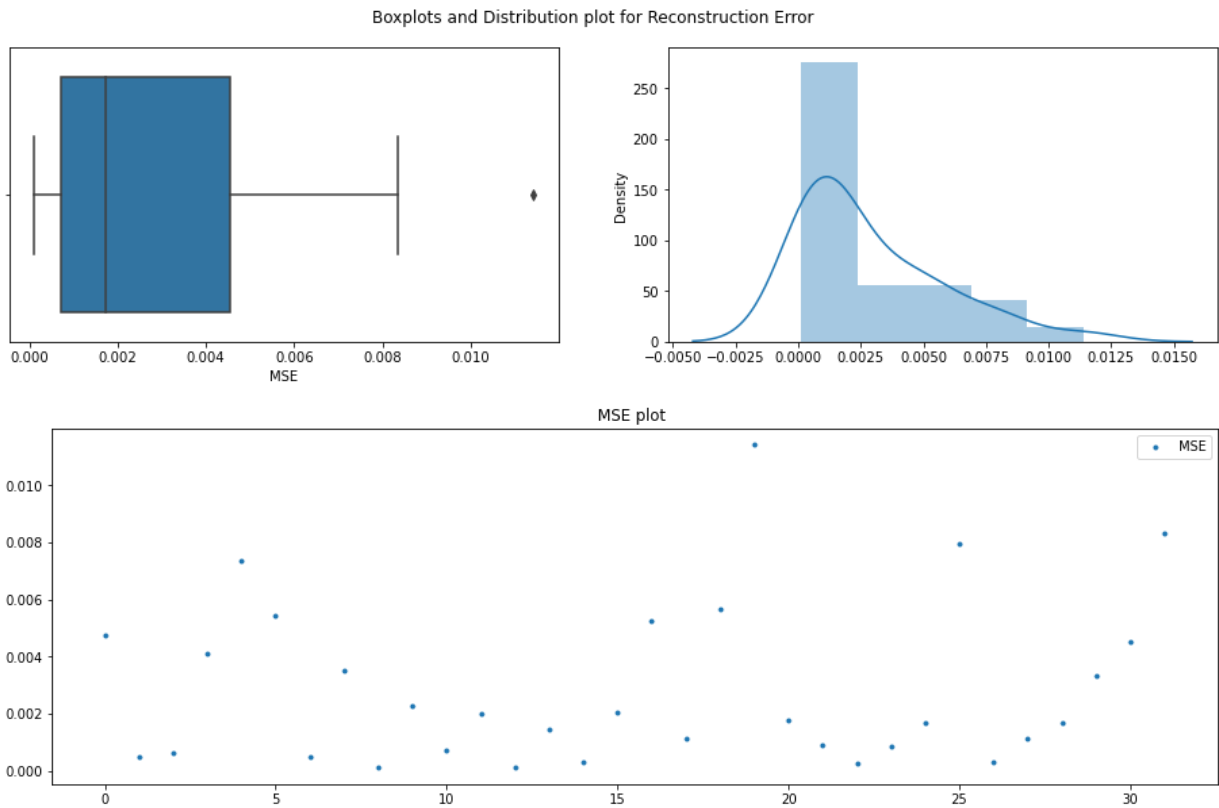 Boxplots and Distribution plot for Reconstruction Error
0.000 0.002 0.004 0.006 0.008 0.010
MSE
250
200
150
100
50
0
Density
−0.005 −0.0025 0.0000 0.0025 0.0050 0.0075 0.0100 0.0125 0.0150
MSE plot
MSE
0.010
0.008
0.006
0.004
0.002
0.000
0 5 10 15 20 25 30